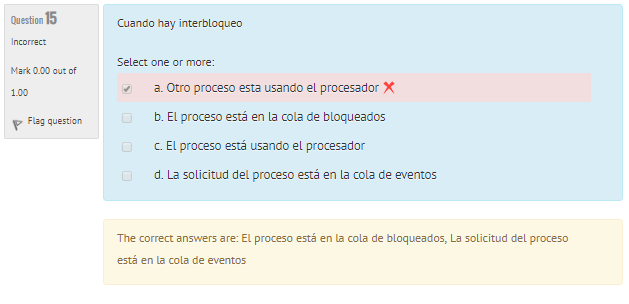 Question 15
Incorrect
Mark 0.00 out of
1.00
Flag question
Cuando hay interbloqueo
Select one or more:
a. Otro proceso esta usando el procesador
b. El proceso está en la cola de bloqueados
c. El proceso está usando el procesador
d. La solicitud del proceso está en la cola de eventos
The correct answers are: El proceso está en la cola de bloqueados, La solicitud del proceso
está en la cola de eventos